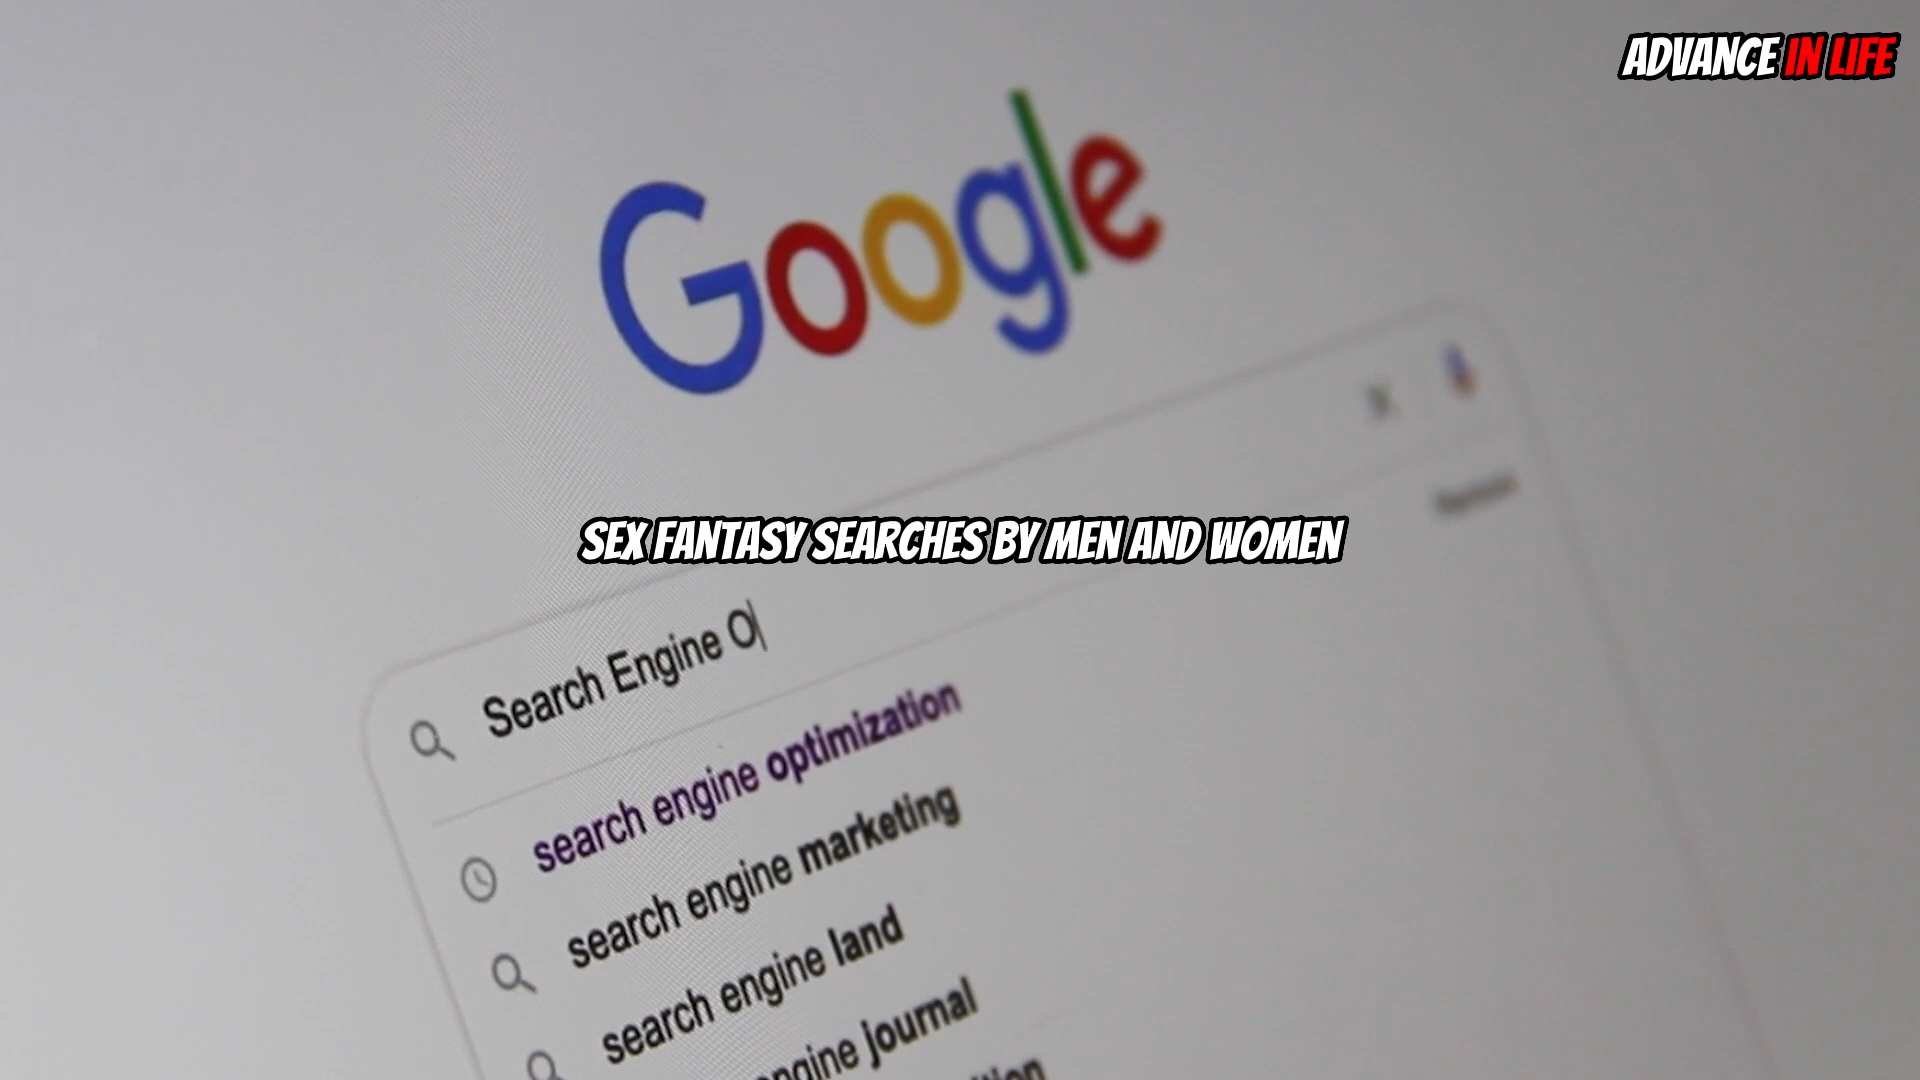 ADVANCE IN LIFE
Google
SEX FANTASY SEARCHES BY MEN AND WOMEN
Search Engine O
search engine optimization
search engine marketing
search engine land
engine journal